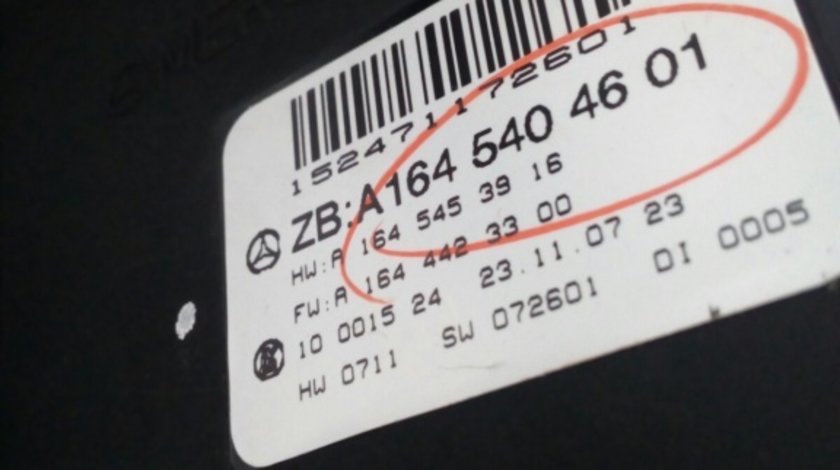 152471172601
ZB:A164 540 46 01
HW:A 164 545 39 16
FW:A 164 442 33 00
10 0015 24 23.11.07 23
HW 0711 SW 072601 DI 0005